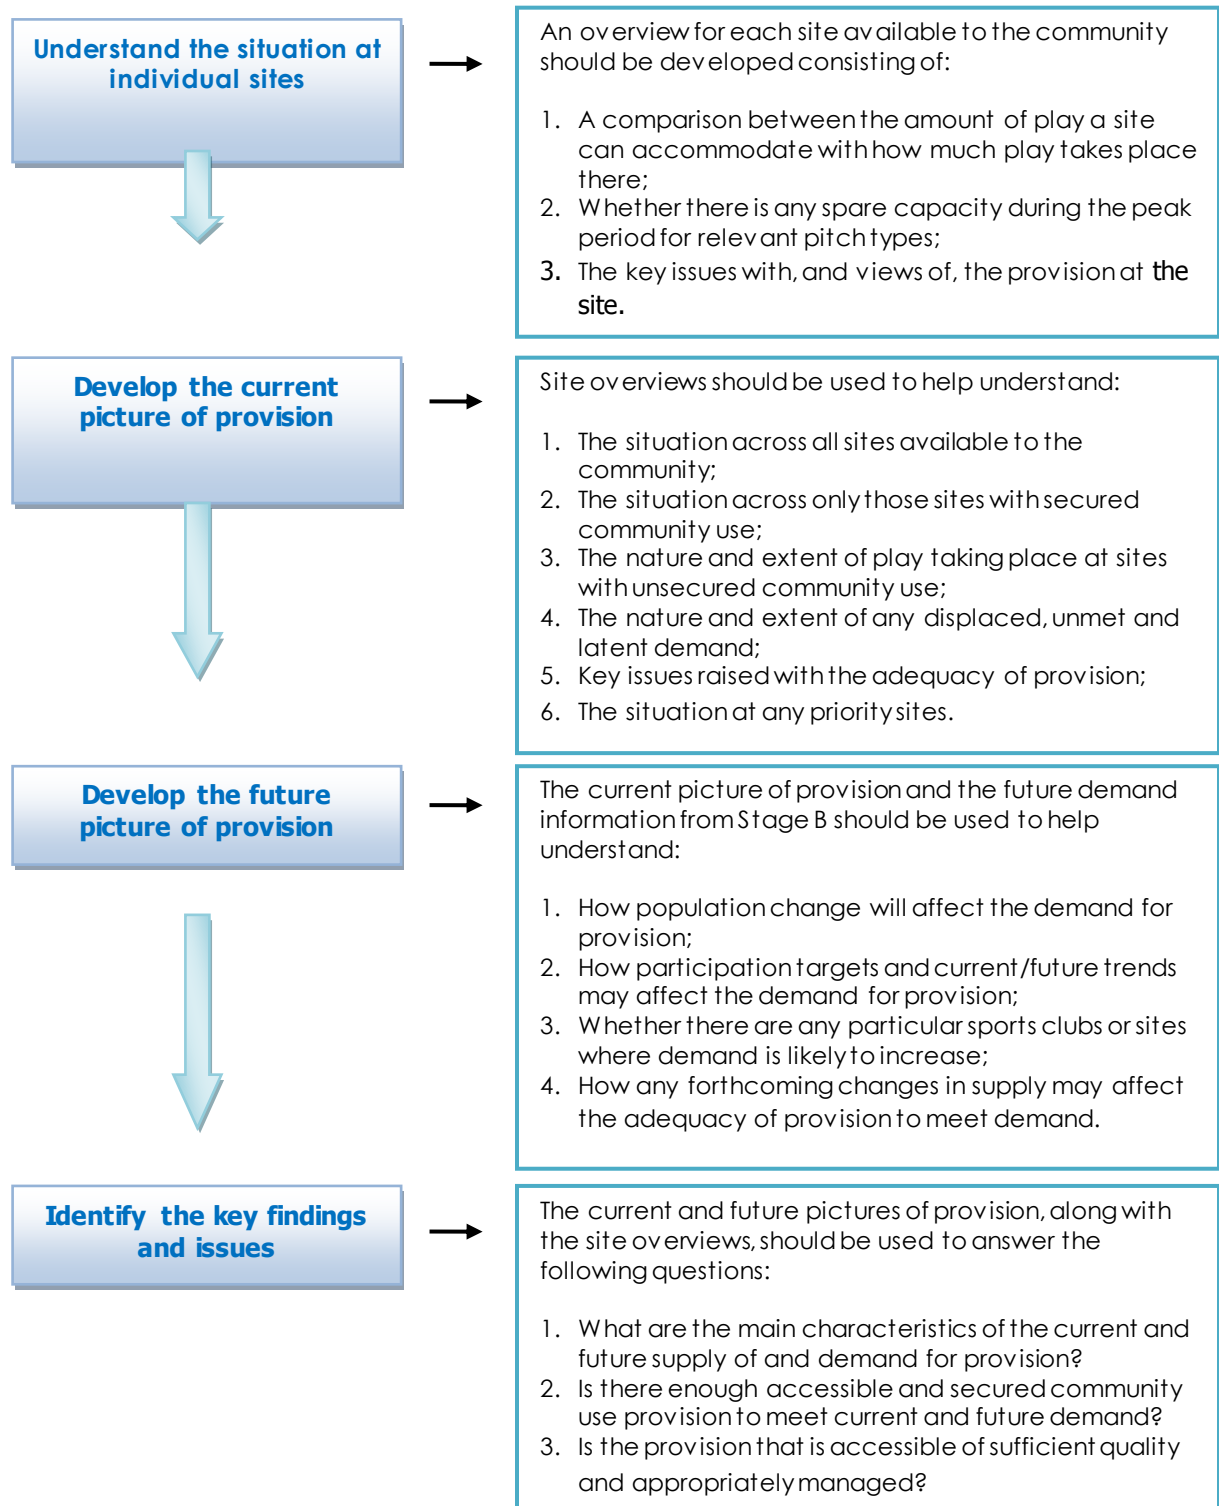 Understand the situation at
individual sites
An overview for each site available to the community
should be developed consisting of:
1. A comparison between the amount of play a site
can accommodate with how much play takes place
there;
2. Whether there is any spare capacity during the peak
period for relevant pitch types;
3. The key issues with, and views of, the provision at the
site.
Develop the current
picture of provision
Site overviews should be used to help understand:
1. The situation across all sites available to the
community;
2. The situation across only those sites with secured
community use;
3. The nature and extent of play taking place at sites
with unsecured community use;
4. The nature and extent of any displaced, unmet and
latent demand;
5. Key issues raised with the adequacy of provision;
6. The situation at any priority sites.
Develop the future
picture of provision
The current picture of provision and the future demand
information from Stage B should be used to help
understand:
1. How population change will affect the demand for
provision;
2. How participation targets and current/future trends
may affect the demand for provision;
3. Whether there are any particular sports clubs or sites
where demand is likely to increase;
4. How any forthcoming changes in supply may affect
the adequacy of provision to meet demand.
Identify the key findings
and issues
The current and future pictures of provision, along with
the site overviews, should be used to answer the
following questions:
1. What are the main characteristics of the current and
future supply of and demand for provision?
2. Is there enough accessible and secured community
use provision to meet current and future demand?
3. Is the provision that is accessible of sufficient quality
and appropriately managed?